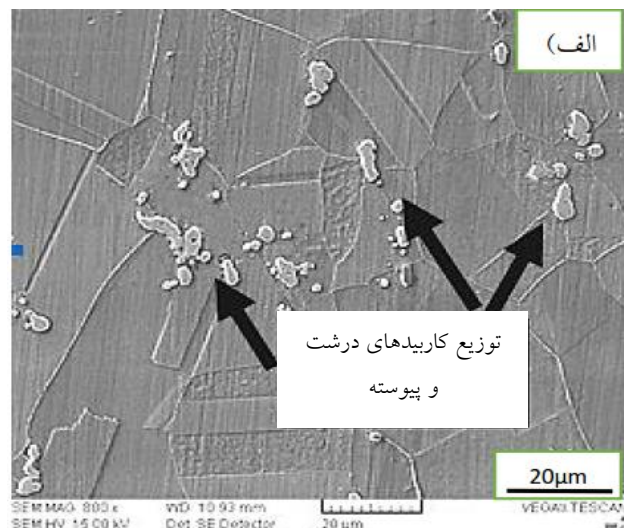 الف)
توزیع کاربیدهای درشت
و پیوسته
20µm
SEM MAG: 800 x WD: 10.93 mm VEGA3 TESCAN
SEM HV: 15.00 kV Det: SE Detector 20 µm